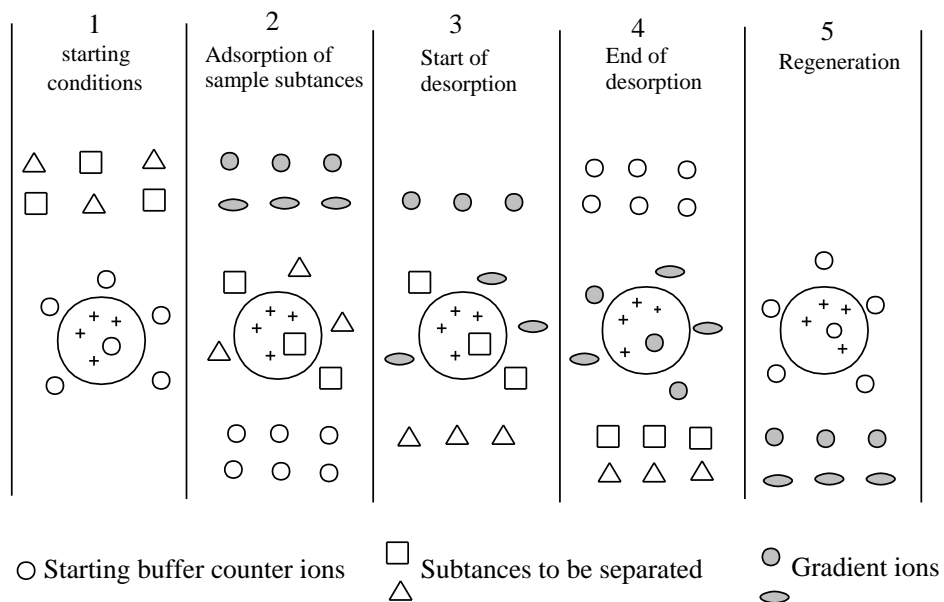 1
starting
conditions
2
Adsorption of
sample subtances
3
Start of
desorption
4
End of
desorption
5
Regeneration
+ + + + +
+ + + +
+ + + +
+ + + + +
+ + + +
Starting buffer counter ions
Subtances to be separated
Gradient ions